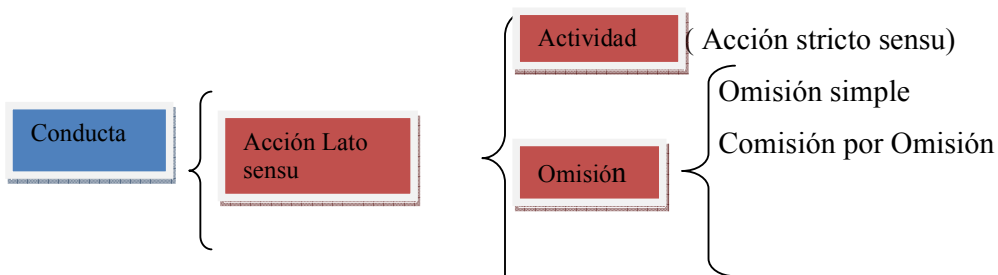 Conducta
Acción Lato
sensu
Actividad
( Acción stricto sensu)
Omisión
Omisión simple
Comisión por Omisión